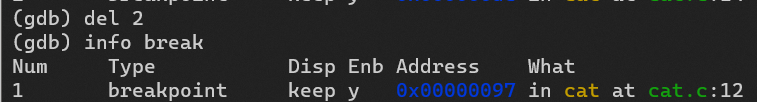 (gdb) del 2
(gdb) info break
Num     Type           Disp Enb Address    What
1       breakpoint     keep y   0x00000097 in cat at cat.c:12